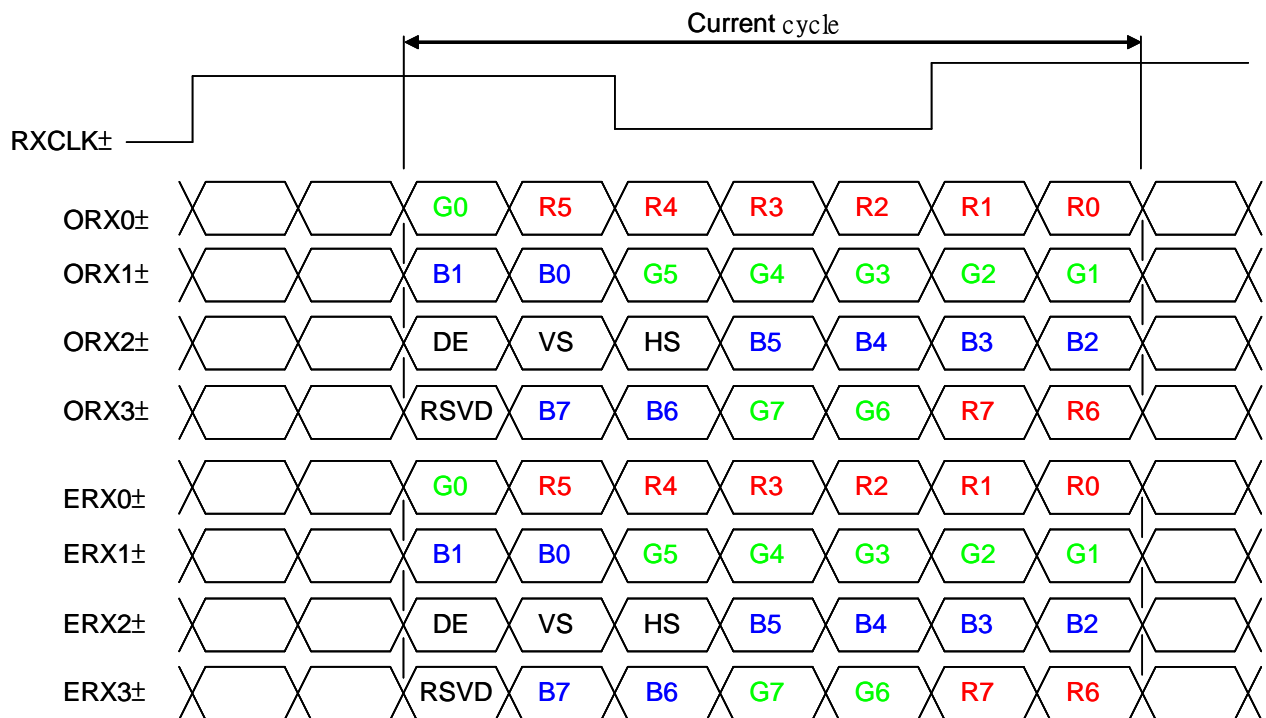 Current cycle
RXCLK±
ORX0± G0 R5 R4 R3 R2 R1 R0
ORX1± B1 B0 G5 G4 G3 G2 G1
ORX2± DE VS HS B5 B4 B3 B2
ORX3± RSVD B7 B6 G7 G6 R7 R6
ERX0± G0 R5 R4 R3 R2 R1 R0
ERX1± B1 B0 G5 G4 G3 G2 G1
ERX2± DE VS HS B5 B4 B3 B2
ERX3± RSVD B7 B6 G7 G6 R7 R6